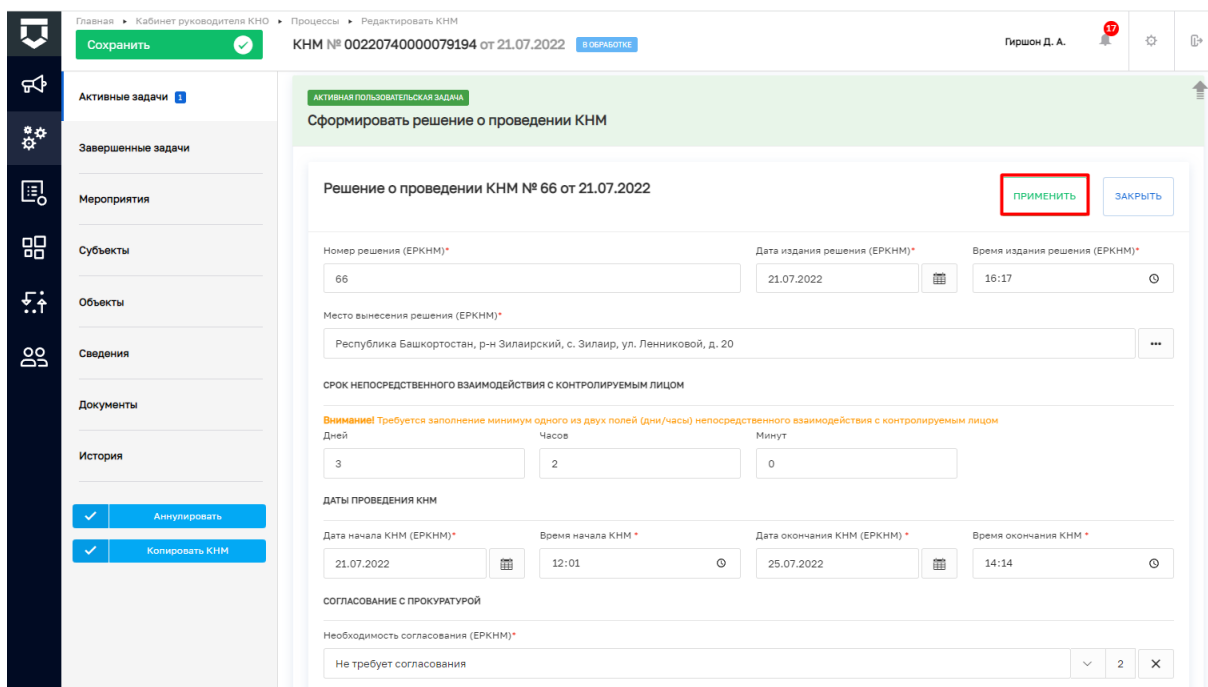 Главная ▸ Кабинет руководителя КНО ▸ Процессы ▸ Редактировать КНМ
Сохранить
КНМ № 00220740000079194 от 21.07.2022 В ОБРАБОТКЕ
Гиршон Д. А.
17
Активные задачи 1
Завершенные задачи
Мероприятия
Субъекты
Объекты
Сведения
Документы
История
Аннулировать
Копировать КНМ
АКТИВНАЯ ПОЛЬЗОВАТЕЛЬСКАЯ ЗАДАЧА
Сформировать решение о проведении КНМ
Решение о проведении КНМ № 66 от 21.07.2022
ПРИМЕНИТЬ
ЗАКРЫТЬ
Номер решения (ЕРКНМ)* Дата издания решения (ЕРКНМ)* Время издания решения (ЕРКНМ)*
66 21.07.2022 16:17
Место вынесения решения (ЕРКНМ)*
Республика Башкортостан, р-н Зилаирский, с. Зилаир, ул. Ленниковой, д. 20
СРОК НЕПОСРЕДСТВЕННОГО ВЗАИМОДЕЙСТВИЯ С КОНТРОЛИРУЕМЫМ ЛИЦОМ
Внимание! Требуется заполнение минимум одного из двух полей (дни/часы) непосредственного взаимодействия с контролируемым лицом
Дней Часов Минут
3 2 0
ДАТЫ ПРОВЕДЕНИЯ КНМ
Дата начала КНМ (ЕРКНМ)* Время начала КНМ * Дата окончания КНМ (ЕРКНМ) * Время окончания КНМ *
21.07.2022 12:01 25.07.2022 14:14
СОГЛАСОВАНИЕ С ПРОКУРАТУРОЙ
Необходимость согласования (ЕРКНМ)*
Не требует согласования 2